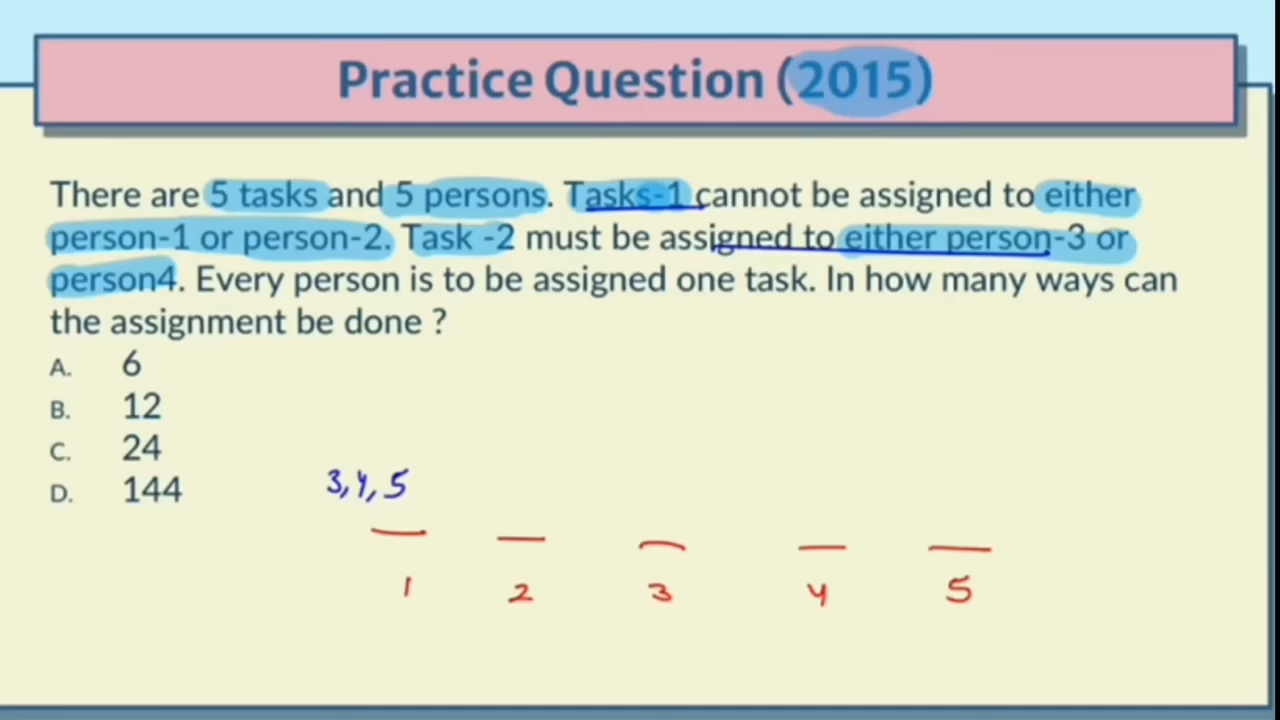 Practice Question (2015)
There are 5 tasks and 5 persons. Tasks-1 cannot be assigned to either
person-1 or person-2. Task -2 must be assigned to either person-3 or
person4. Every person is to be assigned one task. In how many ways can
the assignment be done ?
A. 6
B. 12
C. 24
D. 144
3,4,5
1 2 3 4 5